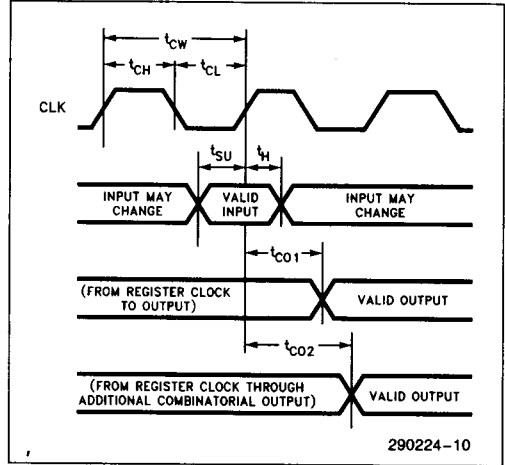 tCW
tCH tCL
CLK
tSU tH
INPUT MAY CHANGE VALID INPUT INPUT MAY CHANGE
tCO1
(FROM REGISTER CLOCK TO OUTPUT) VALID OUTPUT
tCO2
(FROM REGISTER CLOCK THROUGH ADDITIONAL COMBINATORIAL OUTPUT) VALID OUTPUT
290224-10